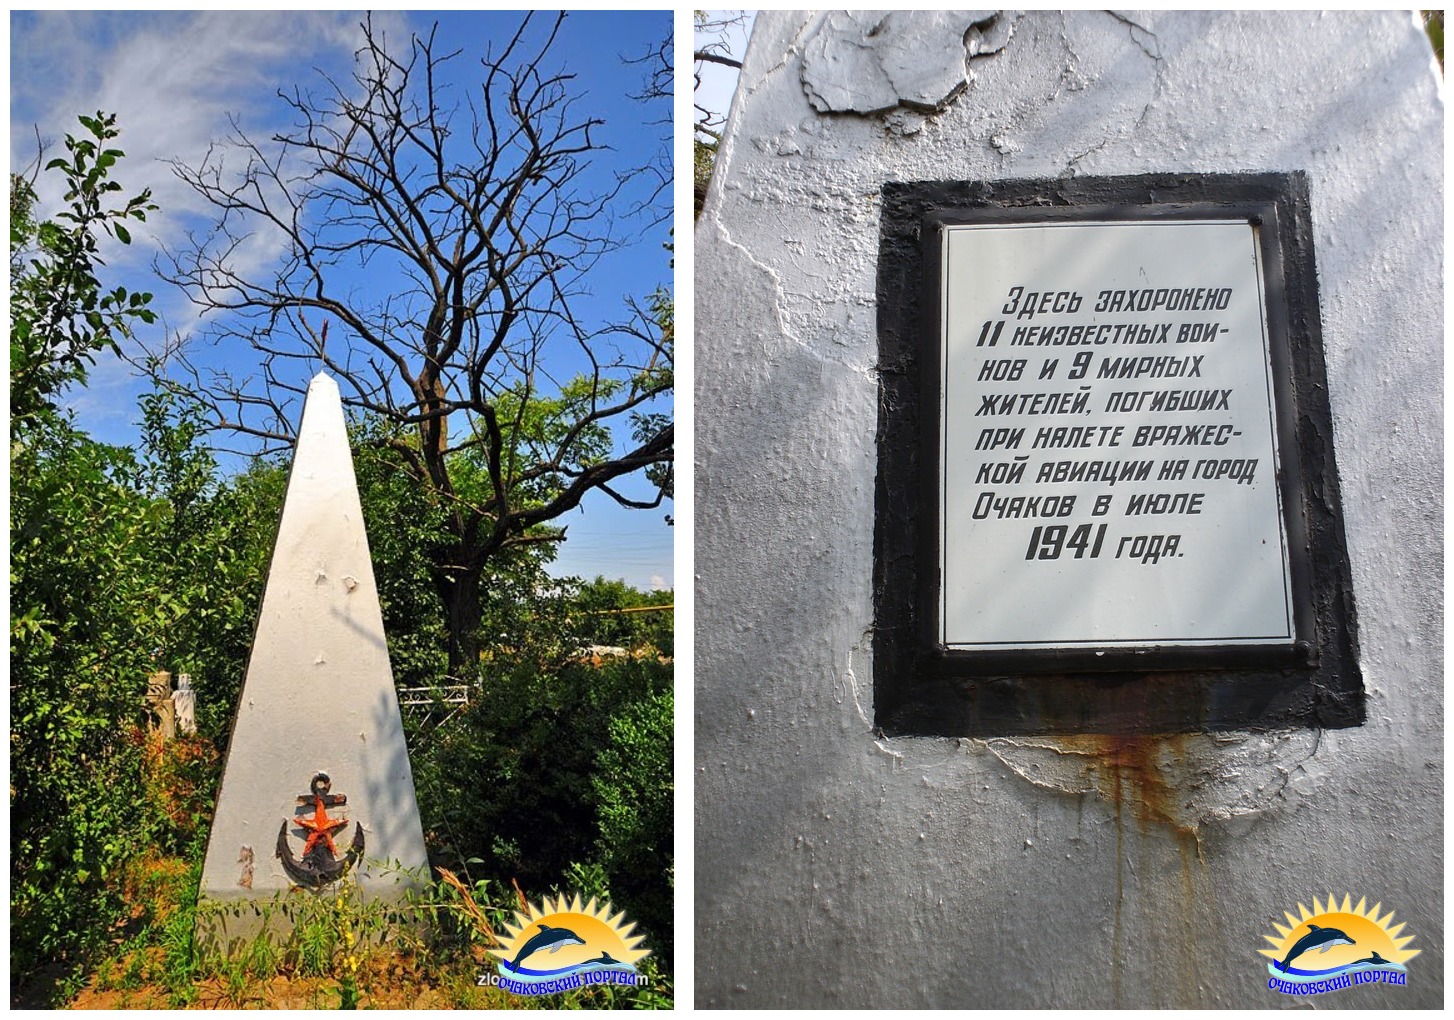 Здесь захоронено
11 неизвестных вои-
нов и 9 мирных
жителей, погибших
при налете вражес-
кой авиации на город
Очаков в июле
1941 года.
ОЧАКОВСКИЙ ПОРТАЛ
ОЧАКОВСКИЙ ПОРТАЛ